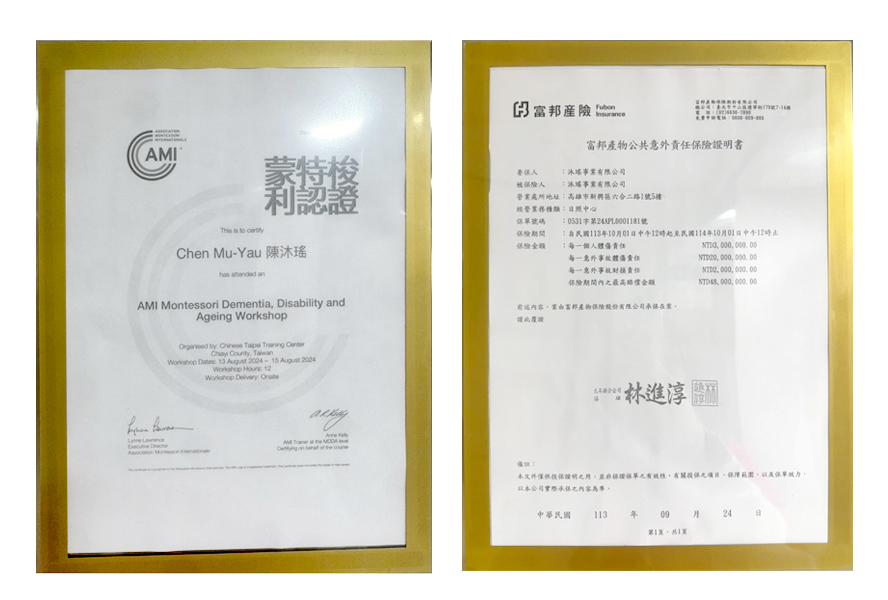 ASSOCIATION
MONTESSORI
INTERNATIONALE
AMI
蒙特梭
利認證
This is to certify
Chen Mu-Yau 陳沐瑤
has attended an
AMI Montessori Dementia, Disability and
Ageing Workshop
Organised by: Chinese Taipei Training Center
Chiayi County, Taiwan
Workshop Dates: 13 August 2024 ~ 15 August 2024
Workshop Hours: 12
Workshop Delivery: Onsite
Lynne Lawrence
Executive Director
Association Montessori Internationale
Anne Kelly
AMI Trainer at the MDDA level
Certifying on behalf of the course
富邦產險 Fubon
Insurance
富邦產物保險股份有限公司
富邦產物公共意外責任保險證明書
要保人 :沐瑤事業有限公司
被保險人 :沐瑤事業有限公司
營業處所地址:高雄市新興區六合二路1號5樓
經營業務種類:日照中心
保單號碼 :0531字第24APL0001181號
保險期間 :自民國113年10月01日中午12時起至民國114年10月01日中午12時止
保險金額 :每一個人體傷責任 NTD3,000,000.00
每一意外事故體傷責任 NTD20,000,000.00
每一意外事故財損責任 NTD2,000,000.00
保險期間內之最高賠償金額 NTD48,000,000.00
前述內容,業由富邦產物保險股份有限公司承保在案。
謹此覆證
林進淳
備註:
本文件僅供投保證明之用,並非保證保單之有效性。有關投保之項目、保障範圍、以及保單效力,
以本公司實際承保之內容為準。
中華民國 113 年 09 月 24 日
第1頁,共1頁